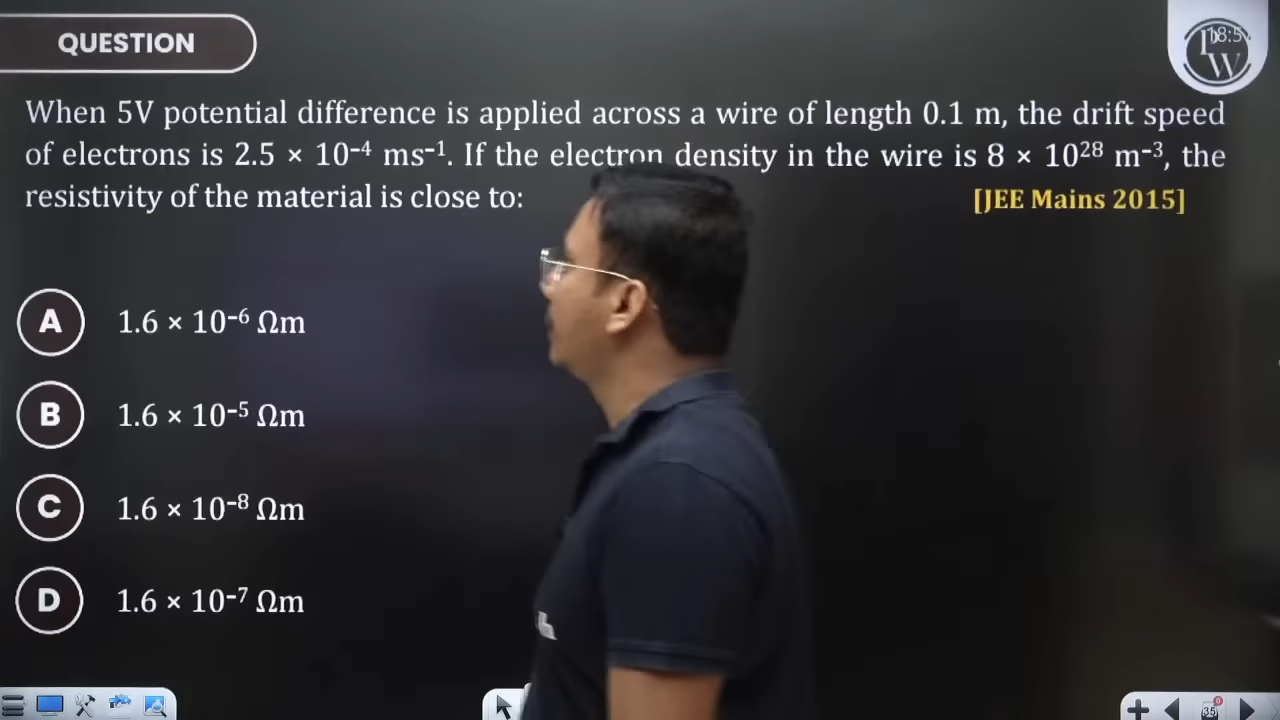 QUESTION
When 5V potential difference is applied across a wire of length 0.1 m, the drift speed
of electrons is 2.5 × 10⁻⁴ ms⁻¹. If the electron density in the wire is 8 × 10²⁸ m⁻³, the
resistivity of the material is close to:
[JEE Mains 2015]
A 1.6 × 10⁻⁶ Ωm
B 1.6 × 10⁻⁵ Ωm
C 1.6 × 10⁻⁸ Ωm
D 1.6 × 10⁻⁷ Ωm
35